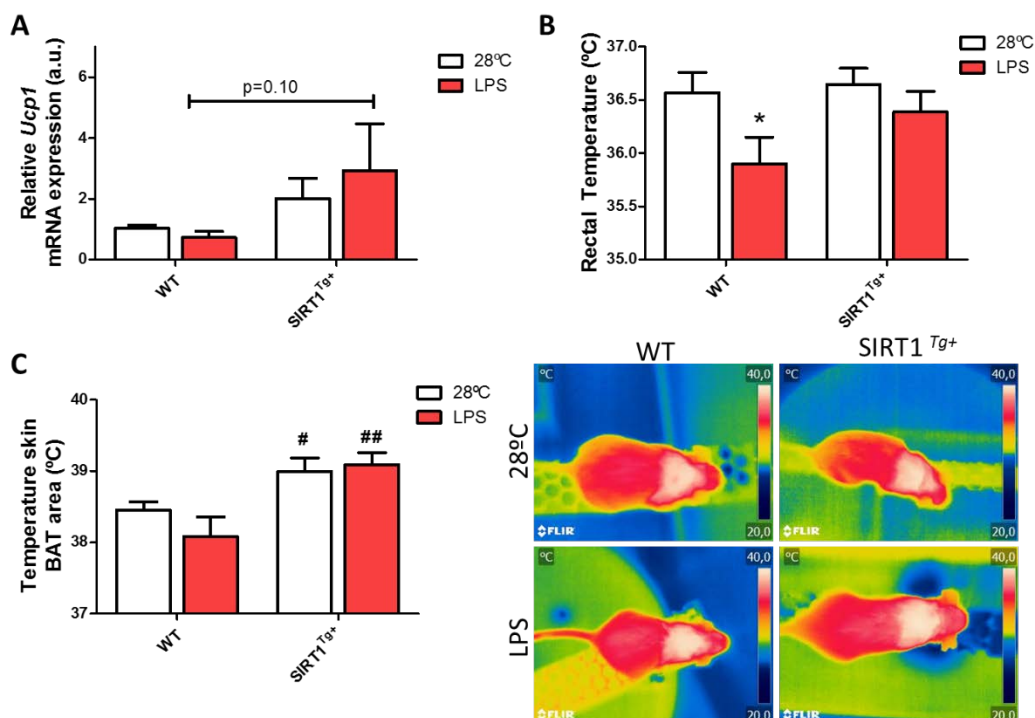 A
Relative Ucp1
mRNA expression (a.u.)
6
4
2
0
p=0.10
28ºC
LPS
WT
SIRT1Tg+
B
Rectal Temperature (ºC)
37.0
36.5
36.0
35.5
35.0
*
28ºC
LPS
WT
SIRT1Tg+
C
Temperature skin
BAT area (ºC)
40
39
38
37
#
##
28ºC
LPS
WT
SIRT1Tg+
WT
SIRT1 Tg+
28ºC
LPS
ºC
40,0
FLIR
20,0
ºC
40,0
FLIR
20,0
ºC
40,0
FLIR
20,0
ºC
40,0
FLIR
20,0